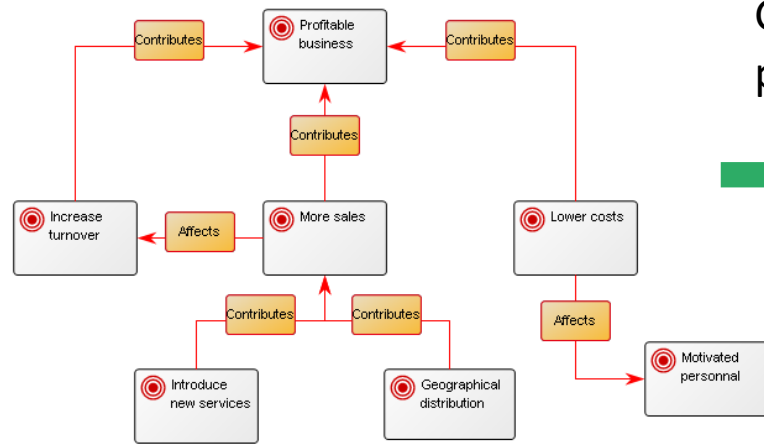 Profitable
business
Contributes
Contributes
Contributes
Increase
turnover
Affects
More sales
Lower costs
Contributes
Contributes
Affects
Introduce
new services
Geographical
distribution
Motivated
personnal